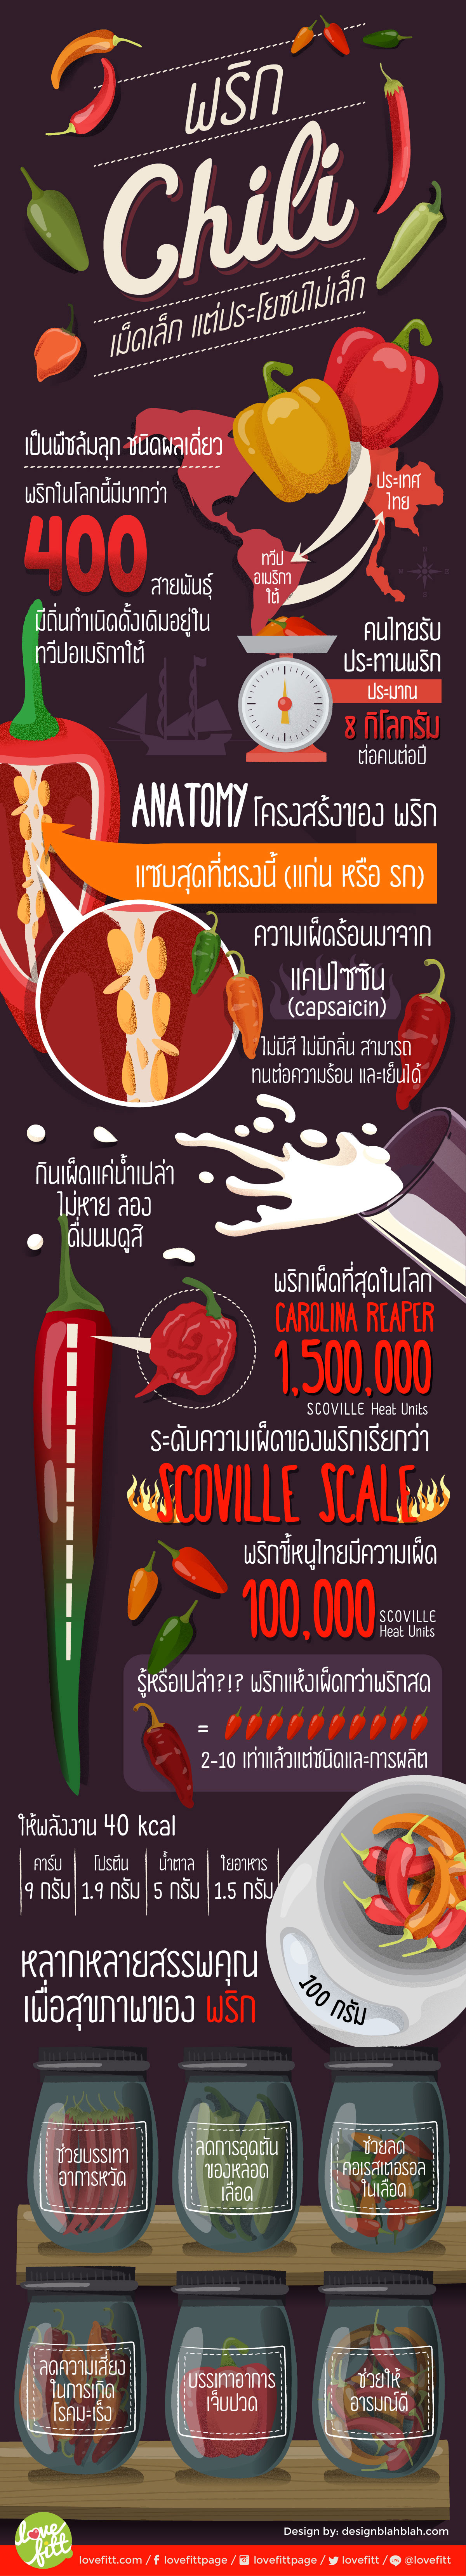 พริก
Chili
เม็ดเล็ก แต่ประโยชน์ไม่เล็ก
เป็นพืชล้มลุก ชนิดผลเดี่ยว
พริกในโลกนี้มีมากว่า
400
สายพันธุ์
มีถิ่นกำเนิดดั้งเดิมอยู่ใน
ทวีปอเมริกาใต้
ประเทศ
ไทย
ทวีป
อเมริกา
ใต้
คนไทยรับ
ประทานพริก
ประมาณ
8 กิโลกรัม
ต่อคนต่อปี
ANATOMY โครงสร้างของ พริก
แซบสุดที่ตรงนี้ (แก่น หรือ รก)
ความเผ็ดร้อนมาจาก
แคปไซซิน
(capsaicin)
ไม่มีสี ไม่มีกลิ่น สามารถ
ทนต่อความร้อน และเย็นได้
กินเผ็ดแค่น้ำเปล่า
ไม่หาย ลอง
ดื่มนมดูสิ
พริกเผ็ดที่สุดในโลก
CAROLINA REAPER
1,500,000
SCOVILLE Heat Units
ระดับความเผ็ดของพริกเรียกว่า
SCOVILLE SCALE
พริกขี้หนูไทยมีความเผ็ด
100,000
SCOVILLE
Heat Units
รู้หรือเปล่า?!? พริกแห้งเผ็ดกว่าพริกสด
=
2-10 เท่าแล้วแต่ชนิดและการผลิต
ให้พลังงาน 40 kcal
คาร์บ
9 กรัม
โปรตีน
1.9 กรัม
น้ำตาล
5 กรัม
ใยอาหาร
1.5 กรัม
100 กรัม
หลากหลายสรรพคุณ
เพื่อสุขภาพของ พริก
ช่วยบรรเทา
อาการหวัด
ลดการอุดตัน
ของหลอด
เลือด
ช่วยลด
คอเรสเตอรอล
ในเลือด
ลดความเสี่ยง
ในการเกิด
โรคมะเร็ง
บรรเทาอาการ
เจ็บปวด
ช่วยให้
อารมณ์ดี
Design by: designblahblah.com
love
fitt
lovefitt.com / lovefittpage / lovefittpage / lovefitt / @lovefitt